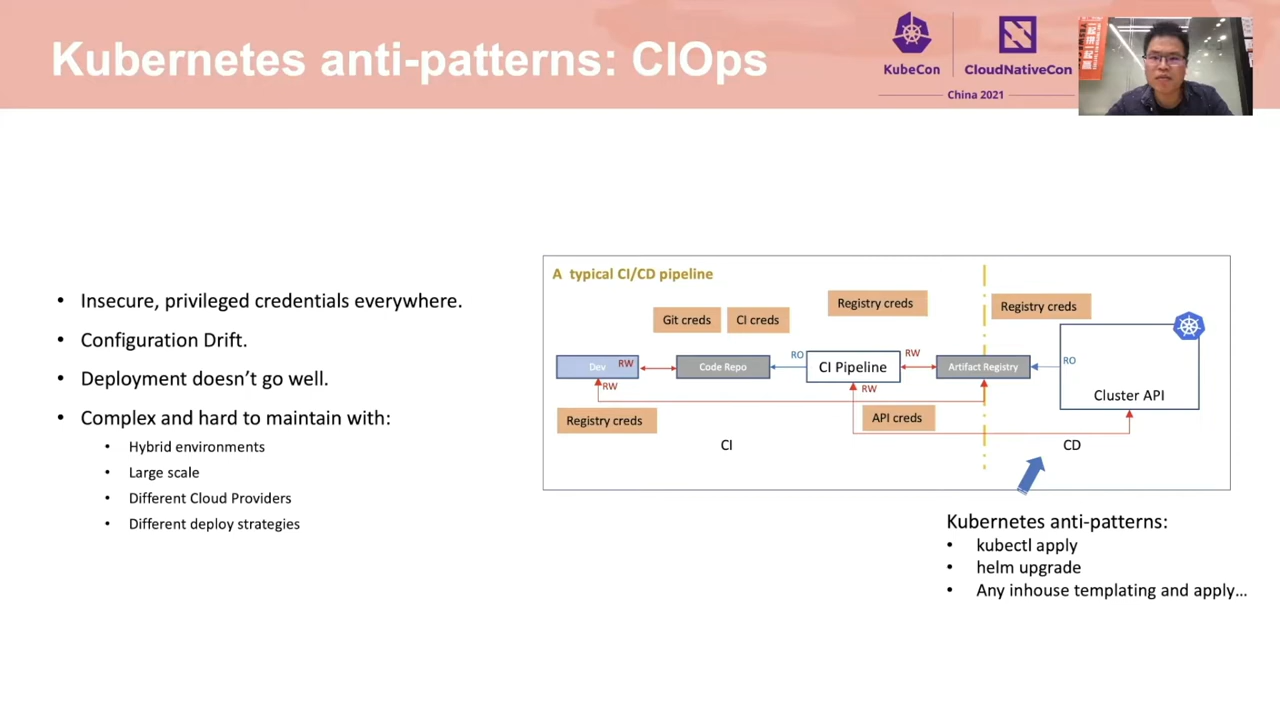 Kubernetes anti-patterns: CIOps
KubeCon
CloudNativeCon
China 2021
• Insecure, privileged credentials everywhere.
• Configuration Drift.
• Deployment doesn’t go well.
• Complex and hard to maintain with:
• Hybrid environments
• Large scale
• Different Cloud Providers
• Different deploy strategies
A typical CI/CD pipeline
Git creds
CI creds
Registry creds
Registry creds
Dev
RW
Code Repo
RO
CI Pipeline
RW
Artifact Registry
RO
Cluster API
RW
RW
Registry creds
API creds
CI
CD
Kubernetes anti-patterns:
• kubectl apply
• helm upgrade
• Any inhouse templating and apply…